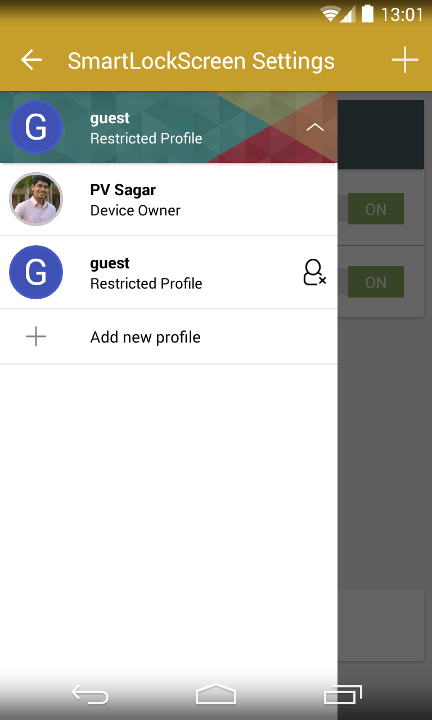 13:01
SmartLockScreen Settings
G
guest
Restricted Profile
PV Sagar
Device Owner
ON
G
guest
Restricted Profile
ON
Add new profile